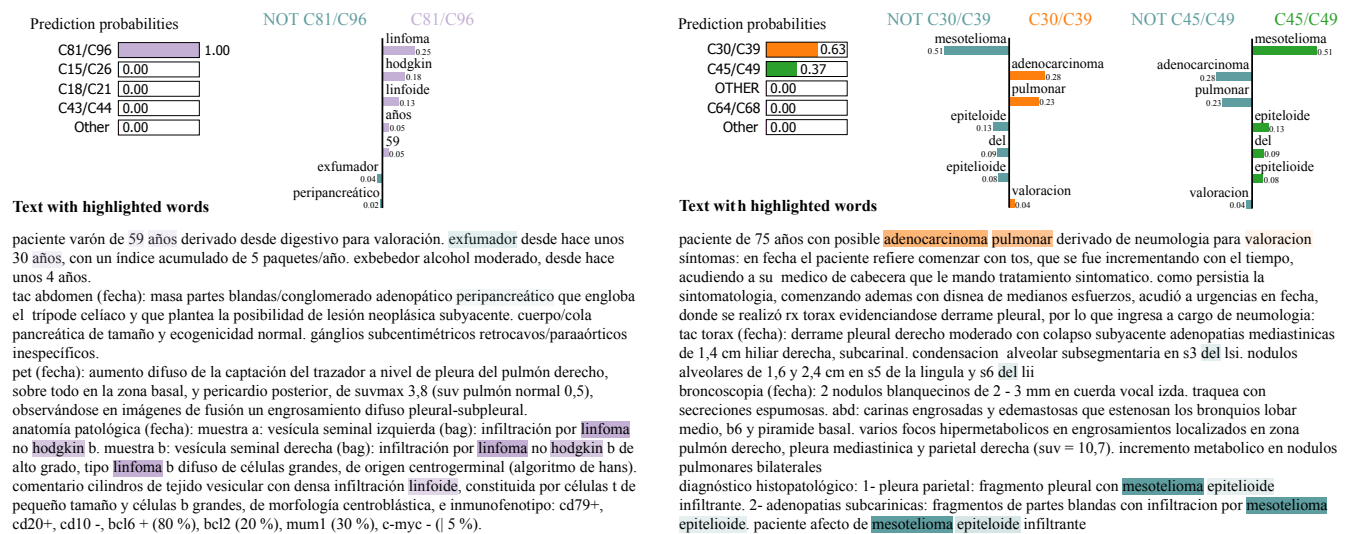 Prediction probabilities
C81/C96 1.00
C15/C26 0.00
C18/C21 0.00
C43/C44 0.00
Other 0.00
NOT C81/C96 C81/C96
linfoma
0.25
hodgkin
0.18
linfoide
0.13
años
0.05
59
0.05
exfumador
0.04
peripancreático
0.02
Text with highlighted words
paciente varón de 59 años derivado desde digestivo para valoración. exfumador desde hace unos
30 años, con un índice acumulado de 5 paquetes/año. exbebedor alcohol moderado, desde hace
unos 4 años.
tac abdomen (fecha): masa partes blandas/conglomerado adenopático peripancreático que engloba
el trípode celíaco y que plantea la posibilidad de lesión neoplásica subyacente. cuerpo/cola
pancreática de tamaño y ecogenicidad normal. gánglios subcentimétricos retrocavos/paraaórticos
inespecíficos.
pet (fecha): aumento difuso de la captación del trazador a nivel de pleura del pulmón derecho,
sobre todo en la zona basal, y pericardio posterior, de suvmax 3,8 (suv pulmón normal 0,5),
observándose en imágenes de fusión un engrosamiento difuso pleural-subpleural.
anatomía patológica (fecha): muestra a: vesícula seminal izquierda (bag): infiltración por linfoma
no hodgkin b. muestra b: vesícula seminal derecha (bag): infiltración por linfoma no hodgkin b de
alto grado, tipo linfoma b difuso de células grandes, de origen centrogerminal (algoritmo de hans).
comentario cilindros de tejido vesicular con densa infiltración linfoide, constituida por células t de
pequeño tamaño y células b grandes, de morfología centroblástica, e inmunofenotipo: cd79+,
cd20+, cd10 -, bcl6 + (80 %), bcl2 (20 %), mum1 (30 %), c-myc - (| 5 %).
Prediction probabilities
C30/C39 0.63
C45/C49 0.37
OTHER 0.00
C64/C68 0.00
Other 0.00
NOT C30/C39 C30/C39
mesotelioma
0.51
adenocarcinoma
0.28
pulmonar
0.23
epiteloide
0.13
del
0.09
epitelioide
0.08
valoracion
0.04
NOT C45/C49 C45/C49
mesotelioma
0.51
adenocarcinoma
0.28
pulmonar
0.23
epiteloide
0.13
del
0.09
epitelioide
0.08
valoracion
0.04
Text with highlighted words
paciente de 75 años con posible adenocarcinoma pulmonar derivado de neumologia para valoracion
síntomas: en fecha el paciente refiere comenzar con tos, que se fue incrementando con el tiempo,
acudiendo a su medico de cabecera que le mando tratamiento sintomatico. como persistia la
sintomatologia, comenzando ademas con disnea de medianos esfuerzos, acudió a urgencias en fecha,
donde se realizó rx torax evidenciandose derrame pleural, por lo que ingresa a cargo de neumologia:
tac torax (fecha): derrame pleural derecho moderado con colapso subyacente adenopatias mediastinicas
de 1,4 cm hiliar derecha, subcarinal. condensacion alveolar subsegmentaria en s3 del lsi. nodulos
alveolares de 1,6 y 2,4 cm en s5 de la lingula y s6 del lii
broncoscopia (fecha): 2 nodulos blanquecinos de 2 - 3 mm en cuerda vocal izda. traquea con
secreciones espumosas. abd: carinas engrosadas y edemastosas que estenosan los bronquios lobar
medio, b6 y piramide basal. varios focos hipermetabolicos en engrosamientos localizados en zona
pulmón derecho, pleura mediastinica y parietal derecha (suv = 10,7). incremento metabolico en nodulos
pulmonares bilaterales
diagnóstico histopatológico: 1- pleura parietal: fragmento pleural con mesotelioma epiteloide
infiltrante. 2- adenopatias subcarinicas: fragmentos de partes blandas con infiltracion por mesotelioma
epitelioide. paciente afecto de mesotelioma epiteloide infiltrante